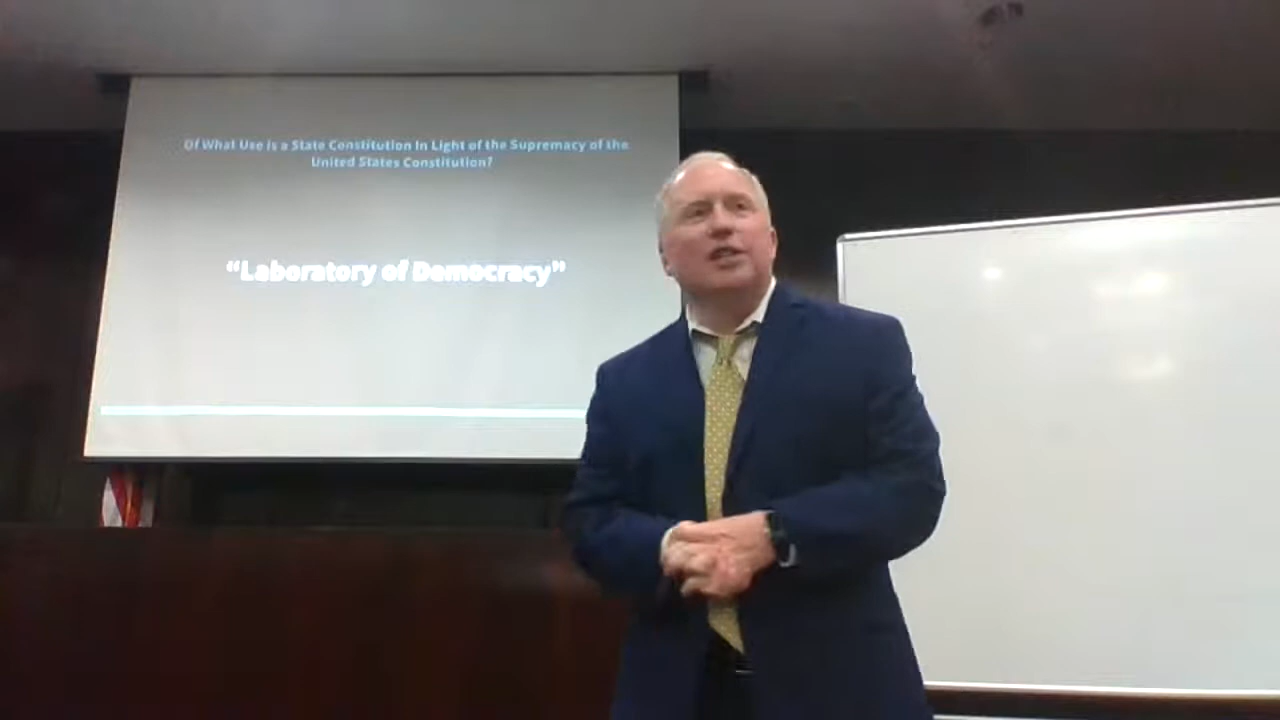 Of What Use is a State Constitution In Light of the Supremacy of the
United States Constitution?
“Laboratory of Democracy”